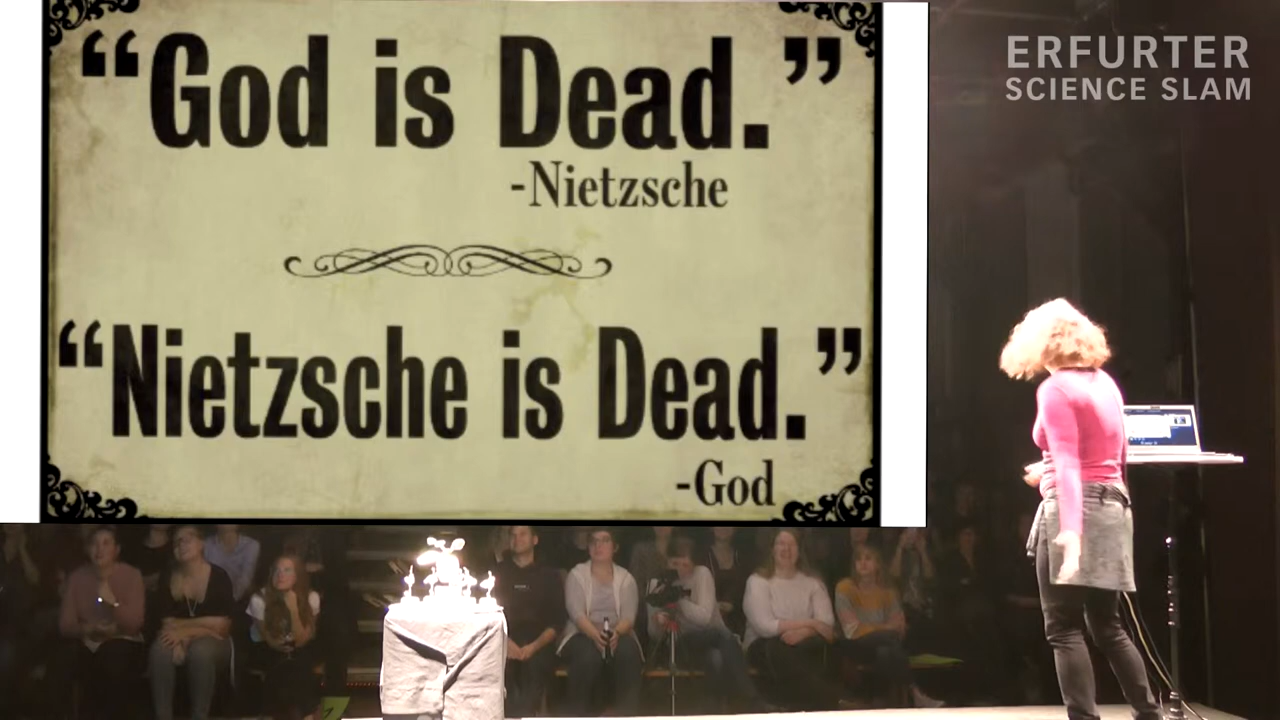 “God is Dead.”
-Nietzsche
“Nietzsche is Dead.”
-God
ERFURTER
SCIENCE SLAM